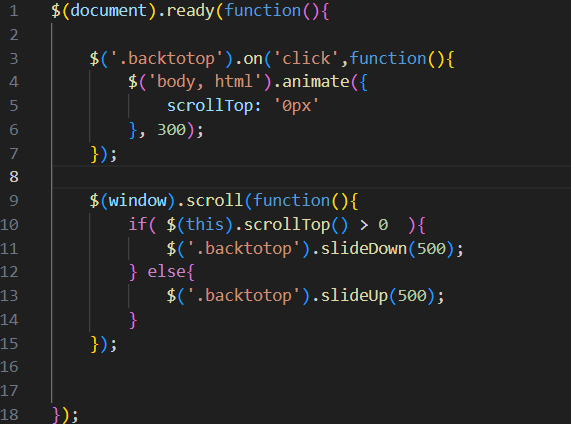 1 $(document).ready(function(){
2
3     $('.backtotop').on('click',function(){
4         $('body, html').animate({
5             scrollTop: '0px'
6         }, 300);
7     });
8
9     $(window).scroll(function(){
10         if( $(this).scrollTop() > 0  ){
11             $('.backtotop').slideDown(500);
12         } else{
13             $('.backtotop').slideUp(500);
14         }
15     });
16
17
18 });